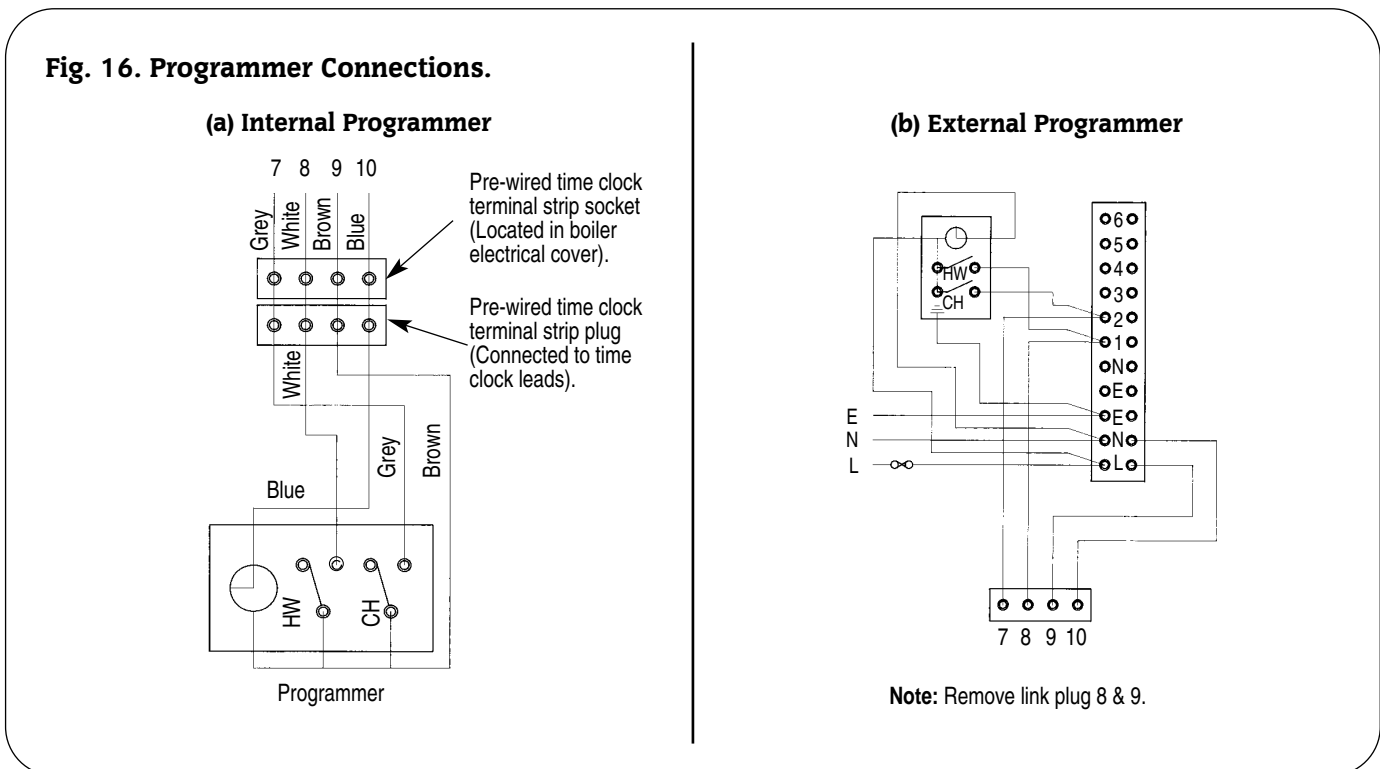 Fig. 16. Programmer Connections.
(a) Internal Programmer
7 8 9 10
Grey
White
Brown
Blue
Pre-wired time clock
terminal strip socket
(Located in boiler
electrical cover).
Pre-wired time clock
terminal strip plug
(Connected to time
clock leads).
White
Grey
Brown
Blue
HW
CH
Programmer
(b) External Programmer
HW
CH
6
5
4
3
2
1
N
E
E
N
L
E
N
L
7 8 9 10
Note: Remove link plug 8 & 9.